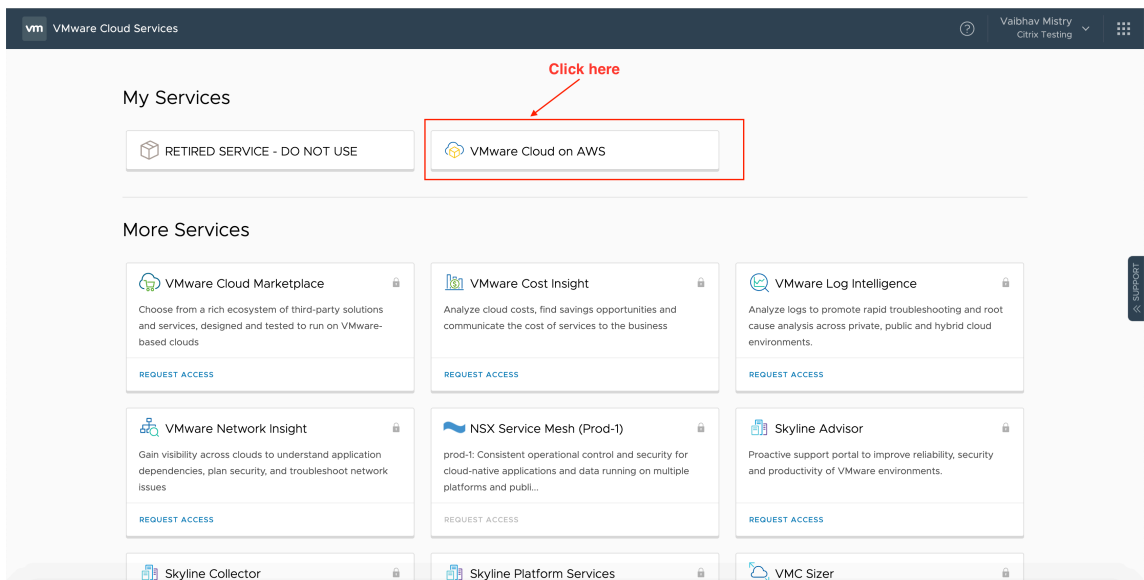 vm VMware Cloud Services
Vaibhav Mistry
Citrix Testing
Click here
My Services
RETIRED SERVICE - DO NOT USE
VMware Cloud on AWS
More Services
VMware Cloud Marketplace
Choose from a rich ecosystem of third-party solutions
and services, designed and tested to run on VMware-
based clouds
REQUEST ACCESS
VMware Cost Insight
Analyze cloud costs, find savings opportunities and
communicate the cost of services to the business
REQUEST ACCESS
VMware Log Intelligence
Analyze logs to promote rapid troubleshooting and root
cause analysis across private, public and hybrid cloud
environments.
REQUEST ACCESS
SUPPORT
VMware Network Insight
Gain visibility across clouds to understand application
dependencies, plan security, and troubleshoot network
issues
REQUEST ACCESS
NSX Service Mesh (Prod-1)
prod-1: Consistent operational control and security for
cloud-native applications and data running on multiple
platforms and publi...
REQUEST ACCESS
Skyline Advisor
Proactive support portal to improve reliability, security
and productivity of VMware environments.
REQUEST ACCESS
Skyline Collector
Skyline Platform Services
VMC Sizer